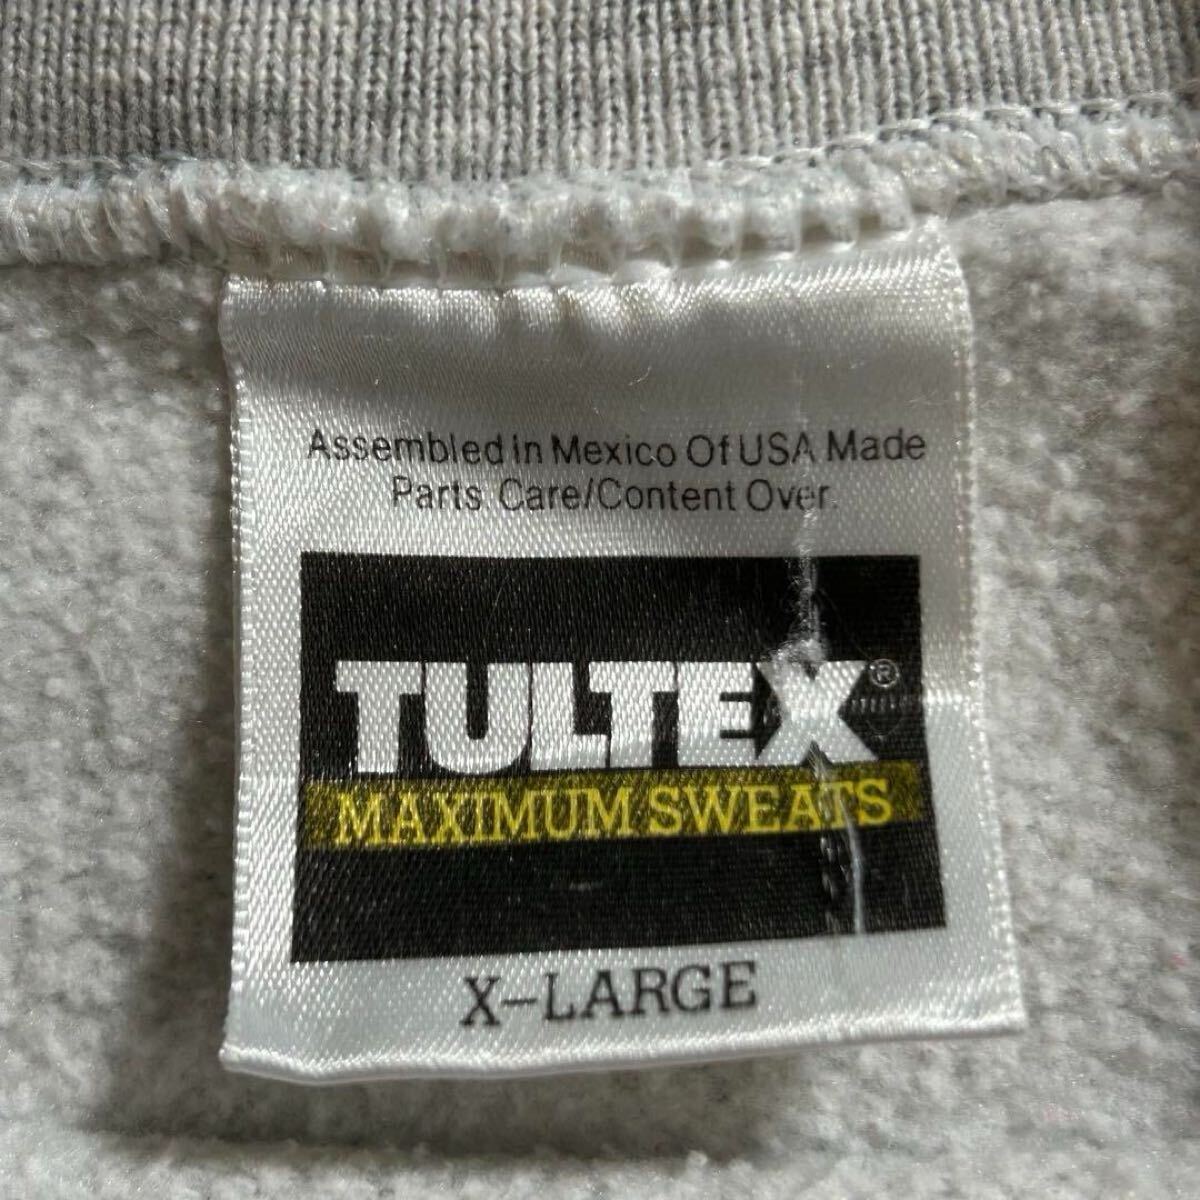 Assembled In Mexico Of USA Made
Parts Care/Content Over.
TULTEX®
MAXIMUM SWEATS
X-LARGE